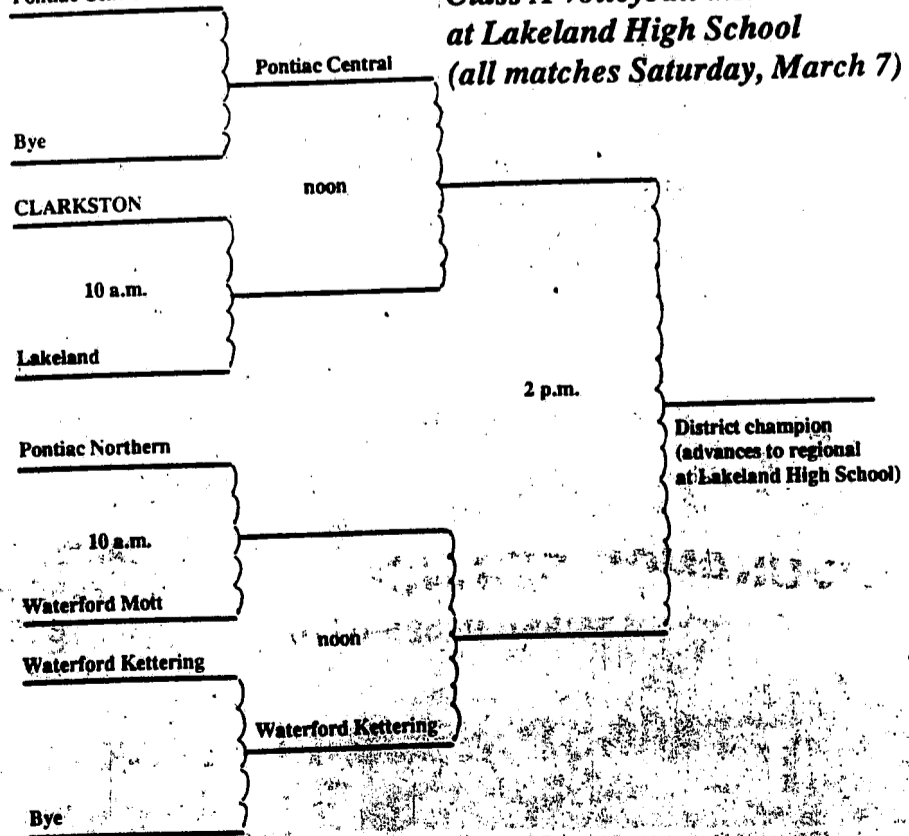 at Lakeland High School
(all matches Saturday, March 7)
Pontiac Central
Bye
noon
CLARKSTON
10 a.m.
Lakeland
2 p.m.
District champion
(advances to regional
at Lakeland High School)
Pontiac Northern
10 a.m.
Waterford Mott
noon
Waterford Kettering
Waterford Kettering
Bye